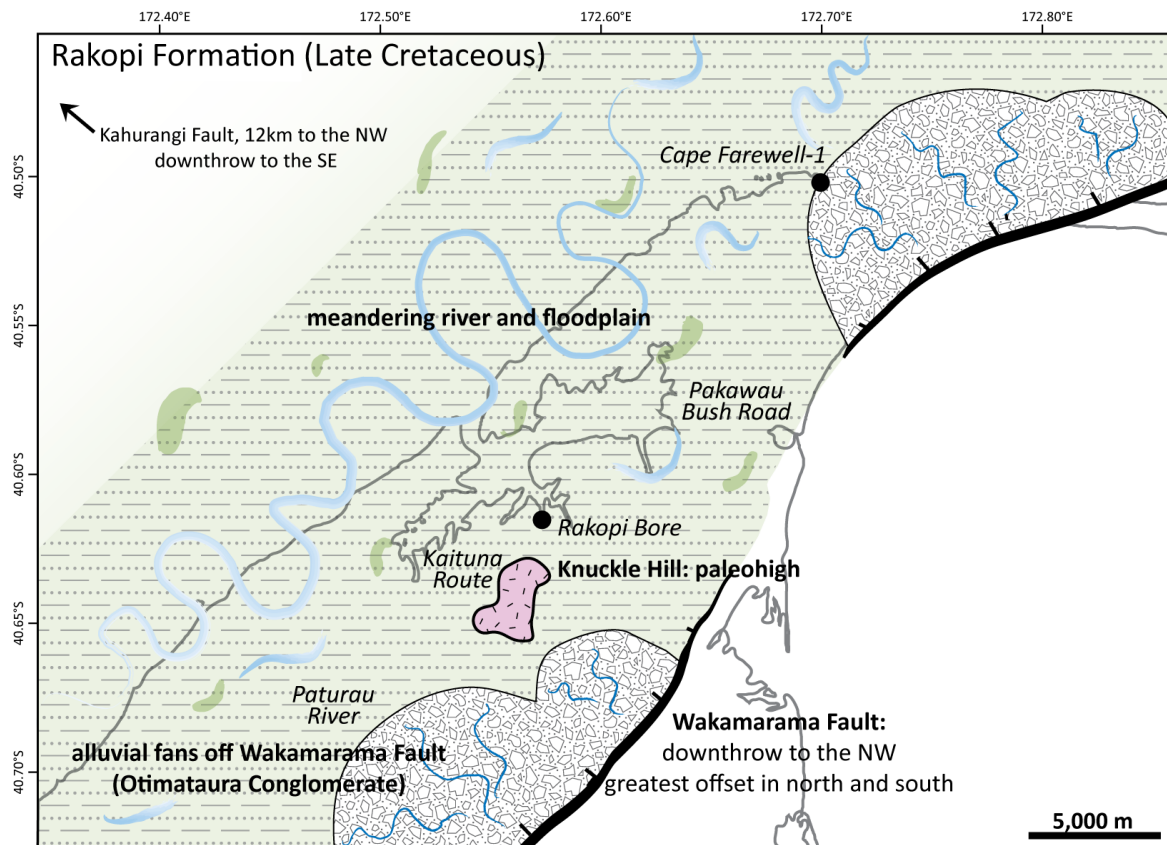 172.40°E
172.50°E
172.60°E
172.70°E
172.80°E
Rakopi Formation (Late Cretaceous)
Kahurangi Fault, 12km to the NW
downthrow to the SE
Cape Farewell-1
40.50°S
meandering river and floodplain
40.55°S
Pakawau
Bush Road
40.60°S
Rakopi Bore
Kaituna
Route
Knuckle Hill: paleohigh
40.65°S
Paturau
River
Wakamarama Fault:
downthrow to the NW
greatest offset in north and south
alluvial fans off Wakamarama Fault
(Otimataura Conglomerate)
40.70°S
5,000 m